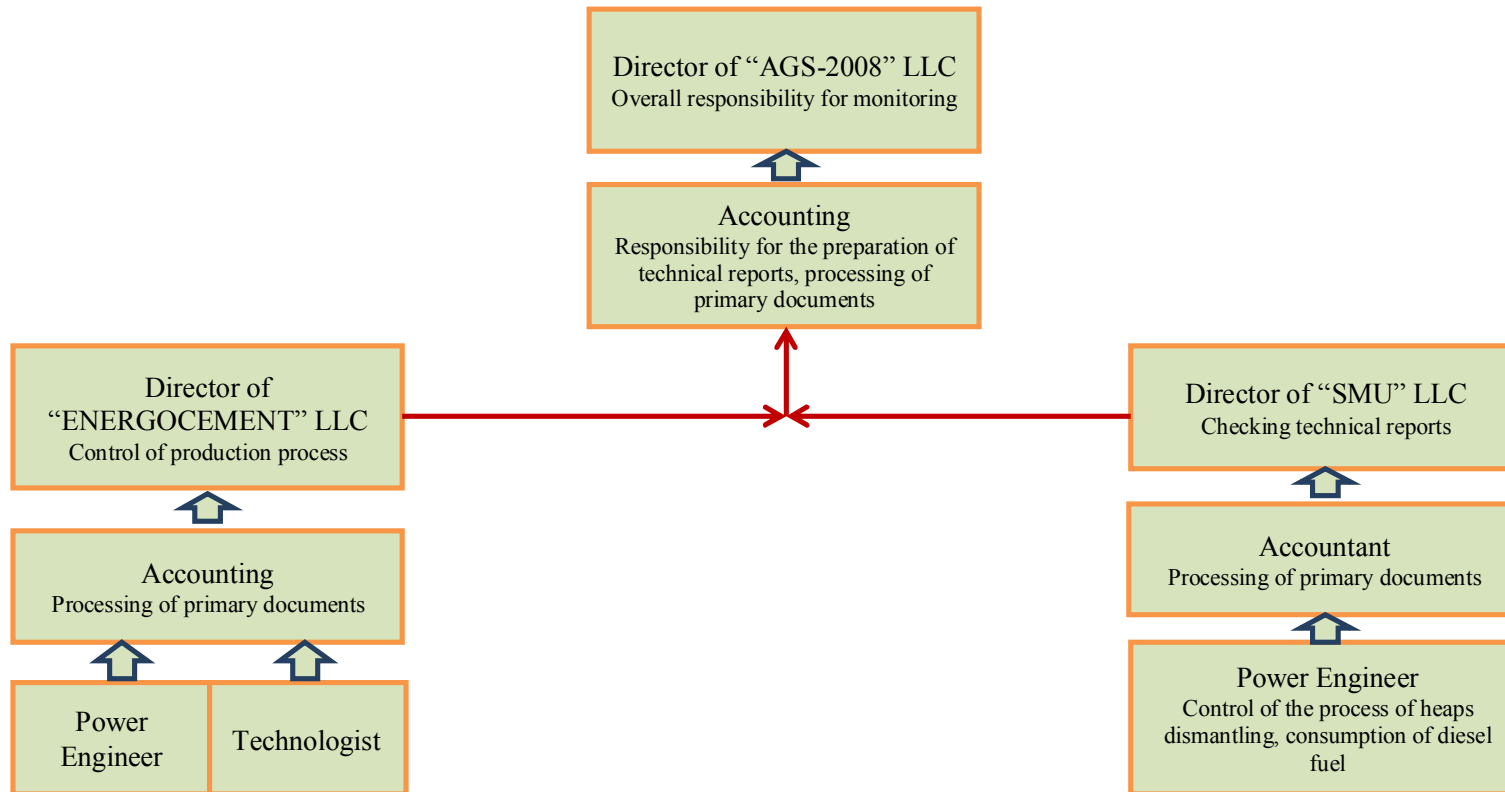 Director of “AGS-2008” LLC
Overall responsibility for monitoring
Accounting
Responsibility for the preparation of
technical reports, processing of
primary documents
Director of
“ENERGOCEMENT” LLC
Control of production process
Director of “SMU” LLC
Checking technical reports
Accounting
Processing of primary documents
Accountant
Processing of primary documents
Power
Engineer
Technologist
Power Engineer
Control of the process of heaps
dismantling, consumption of diesel
fuel